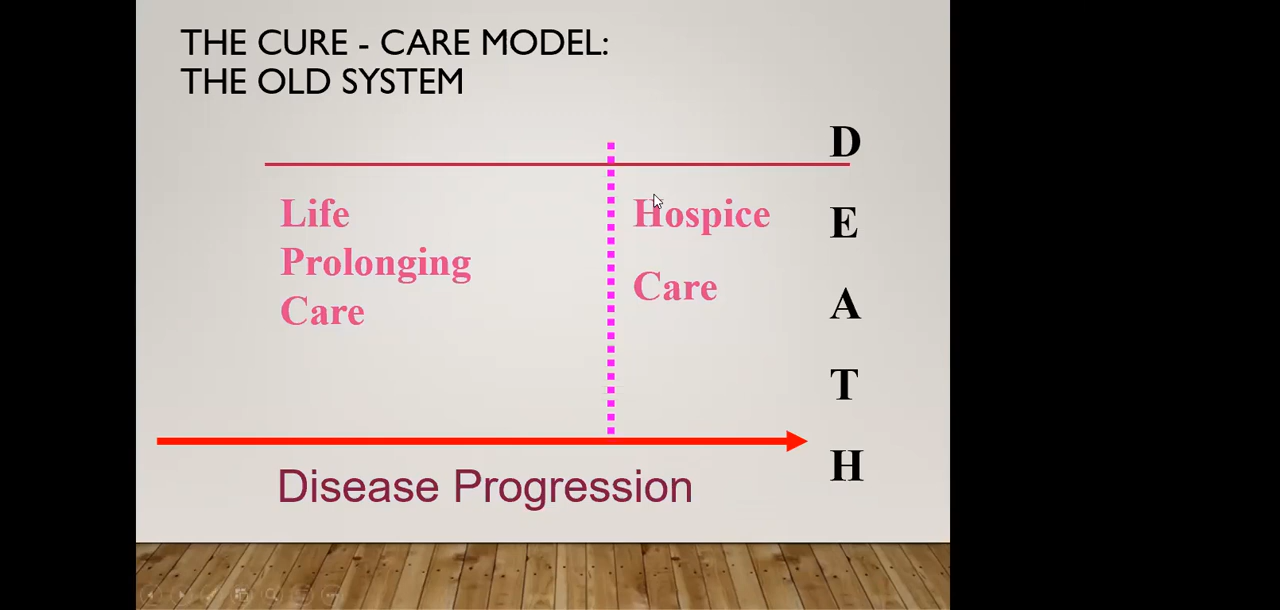 THE CURE - CARE MODEL:
THE OLD SYSTEM
Life
Prolonging
Care
Hospice
Care
D
E
A
T
H
Disease Progression